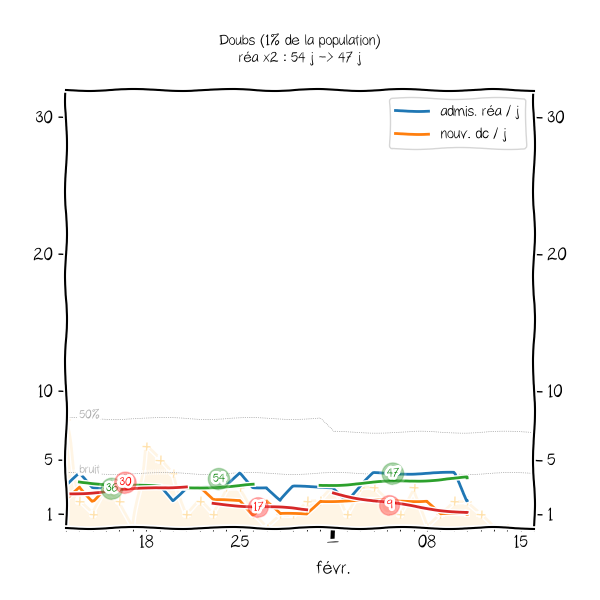 Doubs (1% de la population)
réa x2 : 54 j -> 47 j
admis. réa / j
nouv. dc / j
30 30
20 20
10 10
50%
bruit
5 5
36 30 54 17 47 9
1 1
18 25 1 08 15
févr.